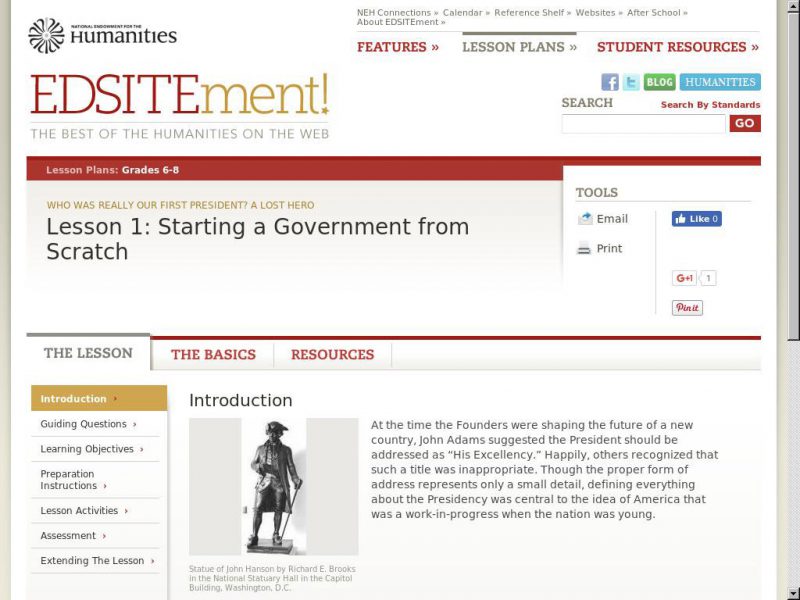 NATIONAL ENDOWMENT FOR THE
Humanities
NEH Connections » Calendar » Reference Shelf » Websites » After School »
About EDSITEment »
FEATURES » LESSON PLANS » STUDENT RESOURCES »
EDSITEment!
THE BEST OF THE HUMANITIES ON THE WEB
f t BLOG HUMANITIES
SEARCH Search By Standards
GO
Lesson Plans: Grades 6-8
WHO WAS REALLY OUR FIRST PRESIDENT? A LOST HERO
Lesson 1: Starting a Government from
Scratch
TOOLS
Email
Print
Like 0
G+1 1
Pin it
THE LESSON THE BASICS RESOURCES
Introduction ›
Guiding Questions ›
Learning Objectives ›
Preparation
Instructions ›
Lesson Activities ›
Assessment ›
Extending The Lesson ›
Introduction
At the time the Founders were shaping the future of a new
country, John Adams suggested the President should be
addressed as “His Excellency.” Happily, others recognized that
such a title was inappropriate. Though the proper form of
address represents only a small detail, defining everything
about the Presidency was central to the idea of America that
was a work-in-progress when the nation was young.
Statue of John Hanson by Richard E. Brooks
in the National Statuary Hall in the Capitol
Building, Washington, D.C.